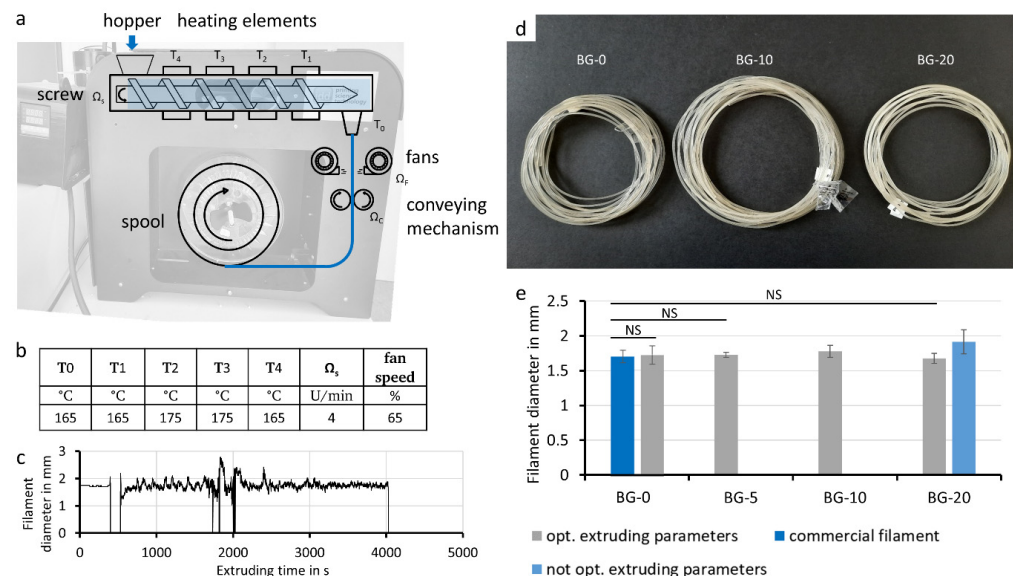 a
hopper heating elements
T4 T3 T2 T1
screw Ωs
T0
fans
ΩF
ΩC
conveying
mechanism
spool
b
T0 T1 T2 T3 T4 Ωs fan speed
°C °C °C °C °C U/min %
165 165 175 175 165 4 65
c
Filament
diameter in mm
3
2
1
0
0 1000 2000 3000 4000 5000
Extruding time in s
d
BG-0 BG-10 BG-20
e
Filament diameter in mm
2.5
2
1.5
1
0.5
0
NS
NS
NS
BG-0 BG-5 BG-10 BG-20
opt. extruding parameters commercial filament
not opt. extruding parameters